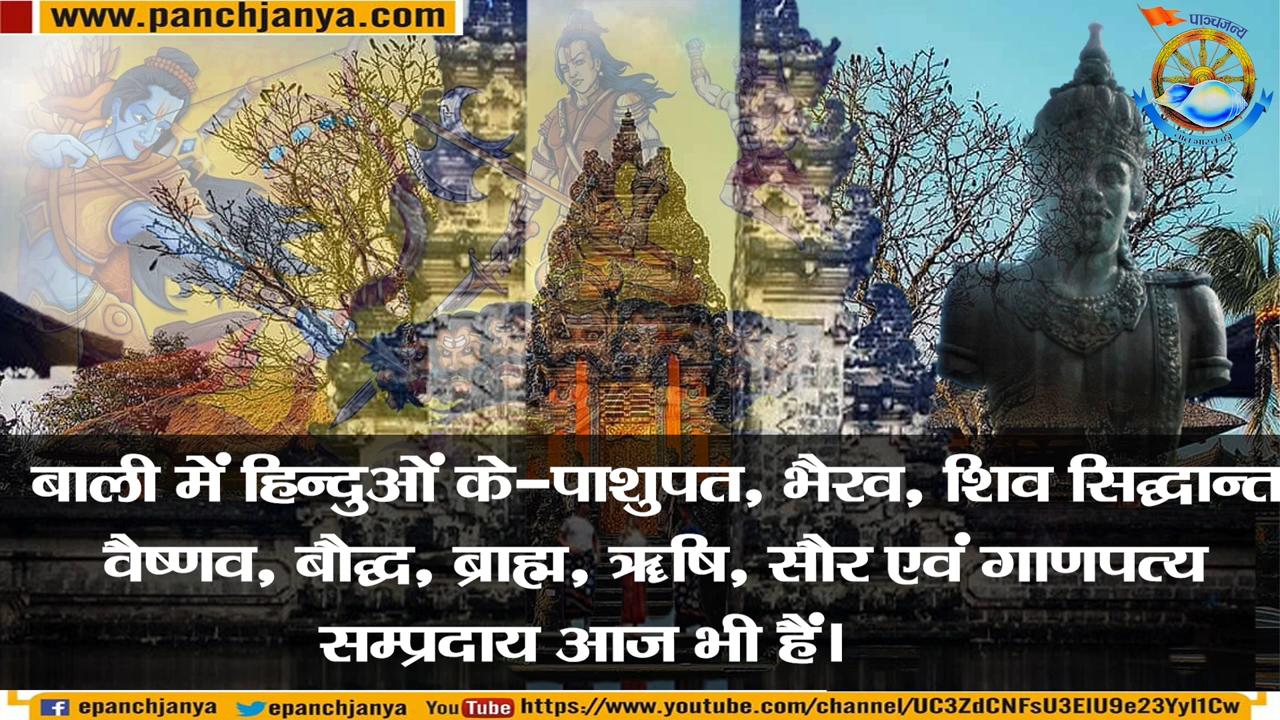 www.panchjanya.com
पाञ्चजन्य
बाली में हिन्दुओं के-पाशुपत, भैरव, शिव सिद्धान्त
वैष्णव, बौद्ध, ब्राह्म, ऋषि, सौर एवं गाणपत्य
सम्प्रदाय आज भी हैं।
epanchjanya epanchjanya YouTube https://www.youtube.com/channel/UC3ZdCNFsU3EIU9e23YyI1Cw